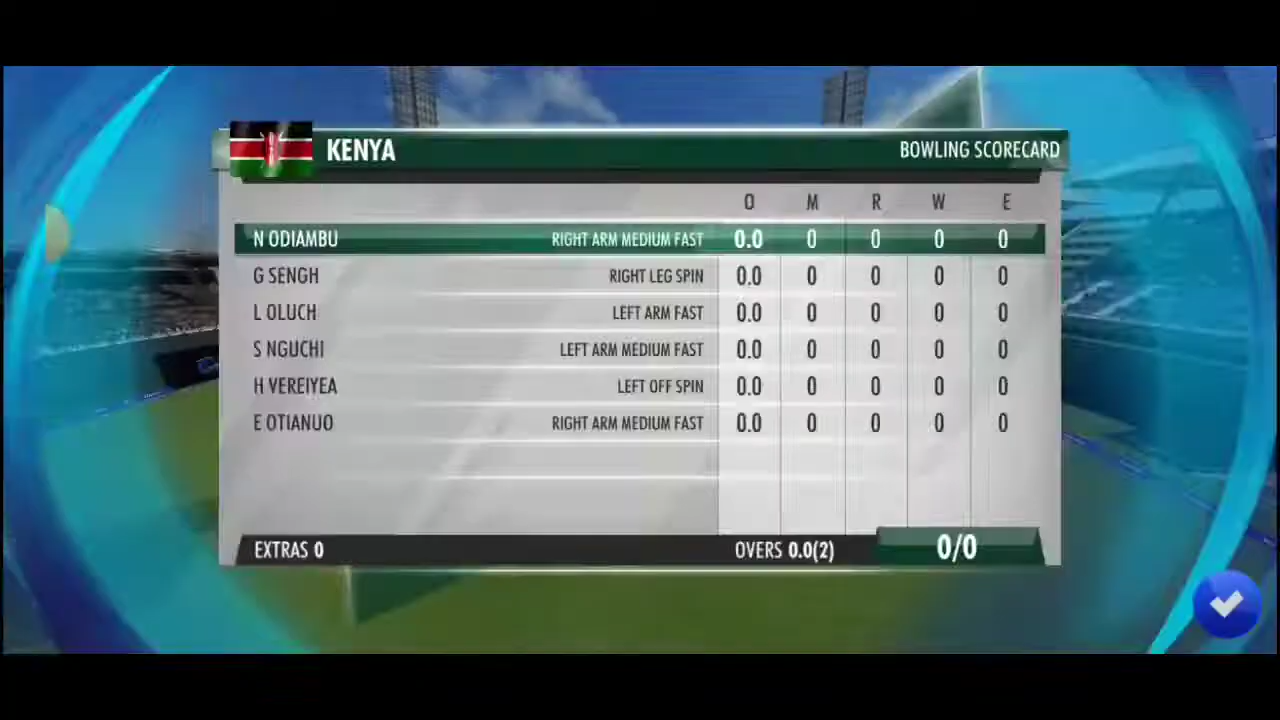 KENYA BOWLING SCORECARD
O M R W E
N ODIAMBU RIGHT ARM MEDIUM FAST 0.0 0 0 0 0
G SENGH RIGHT LEG SPIN 0.0 0 0 0 0
L OLUCH LEFT ARM FAST 0.0 0 0 0 0
S NGUCHI LEFT ARM MEDIUM FAST 0.0 0 0 0 0
H VEREIYEA LEFT OFF SPIN 0.0 0 0 0 0
E OTIANUO RIGHT ARM MEDIUM FAST 0.0 0 0 0 0
EXTRAS 0 OVERS 0.0(2) 0/0